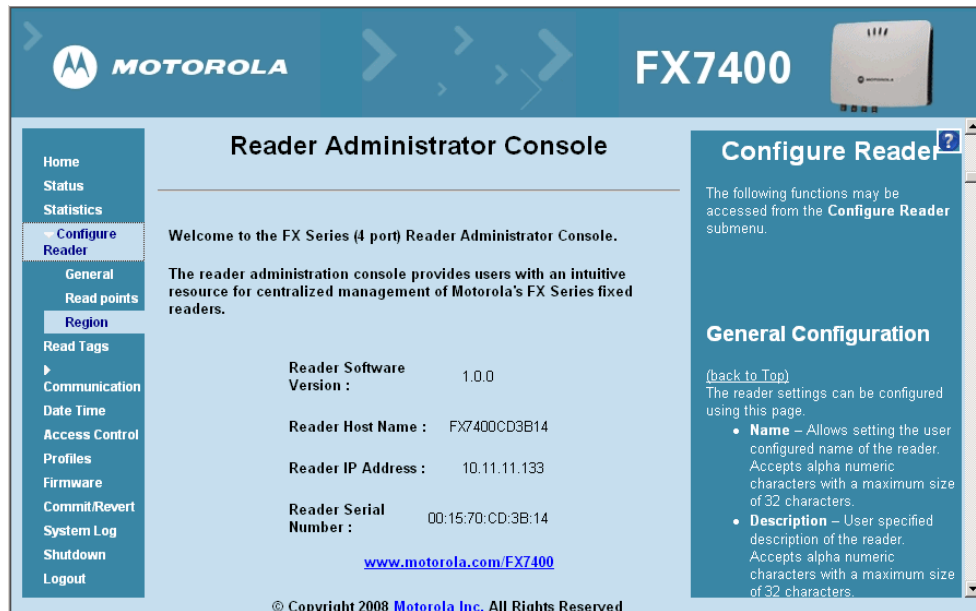 MOTOROLA
FX7400
MOTOROLA
Home
Status
Statistics
Configure
Reader
General
Read points
Region
Read Tags
Communication
Date Time
Access Control
Profiles
Firmware
Commit/Revert
System Log
Shutdown
Logout
Reader Administrator Console
Welcome to the FX Series (4 port) Reader Administrator Console.
The reader administration console provides users with an intuitive
resource for centralized management of Motorola's FX Series fixed
readers.
Reader Software
Version : 1.0.0
Reader Host Name : FX7400CD3B14
Reader IP Address : 10.11.11.133
Reader Serial
Number : 00:15:70:CD:3B:14
www.motorola.com/FX7400
© Copyright 2008 Motorola Inc. All Rights Reserved
?
Configure Reader
The following functions may be
accessed from the Configure Reader
submenu.
General Configuration
(back to Top)
The reader settings can be configured
using this page.
• Name – Allows setting the user
configured name of the reader.
Accepts alpha numeric
characters with a maximum size
of 32 characters.
• Description – User specified
description of the reader.
Accepts alpha numeric
characters with a maximum size
of 32 characters.